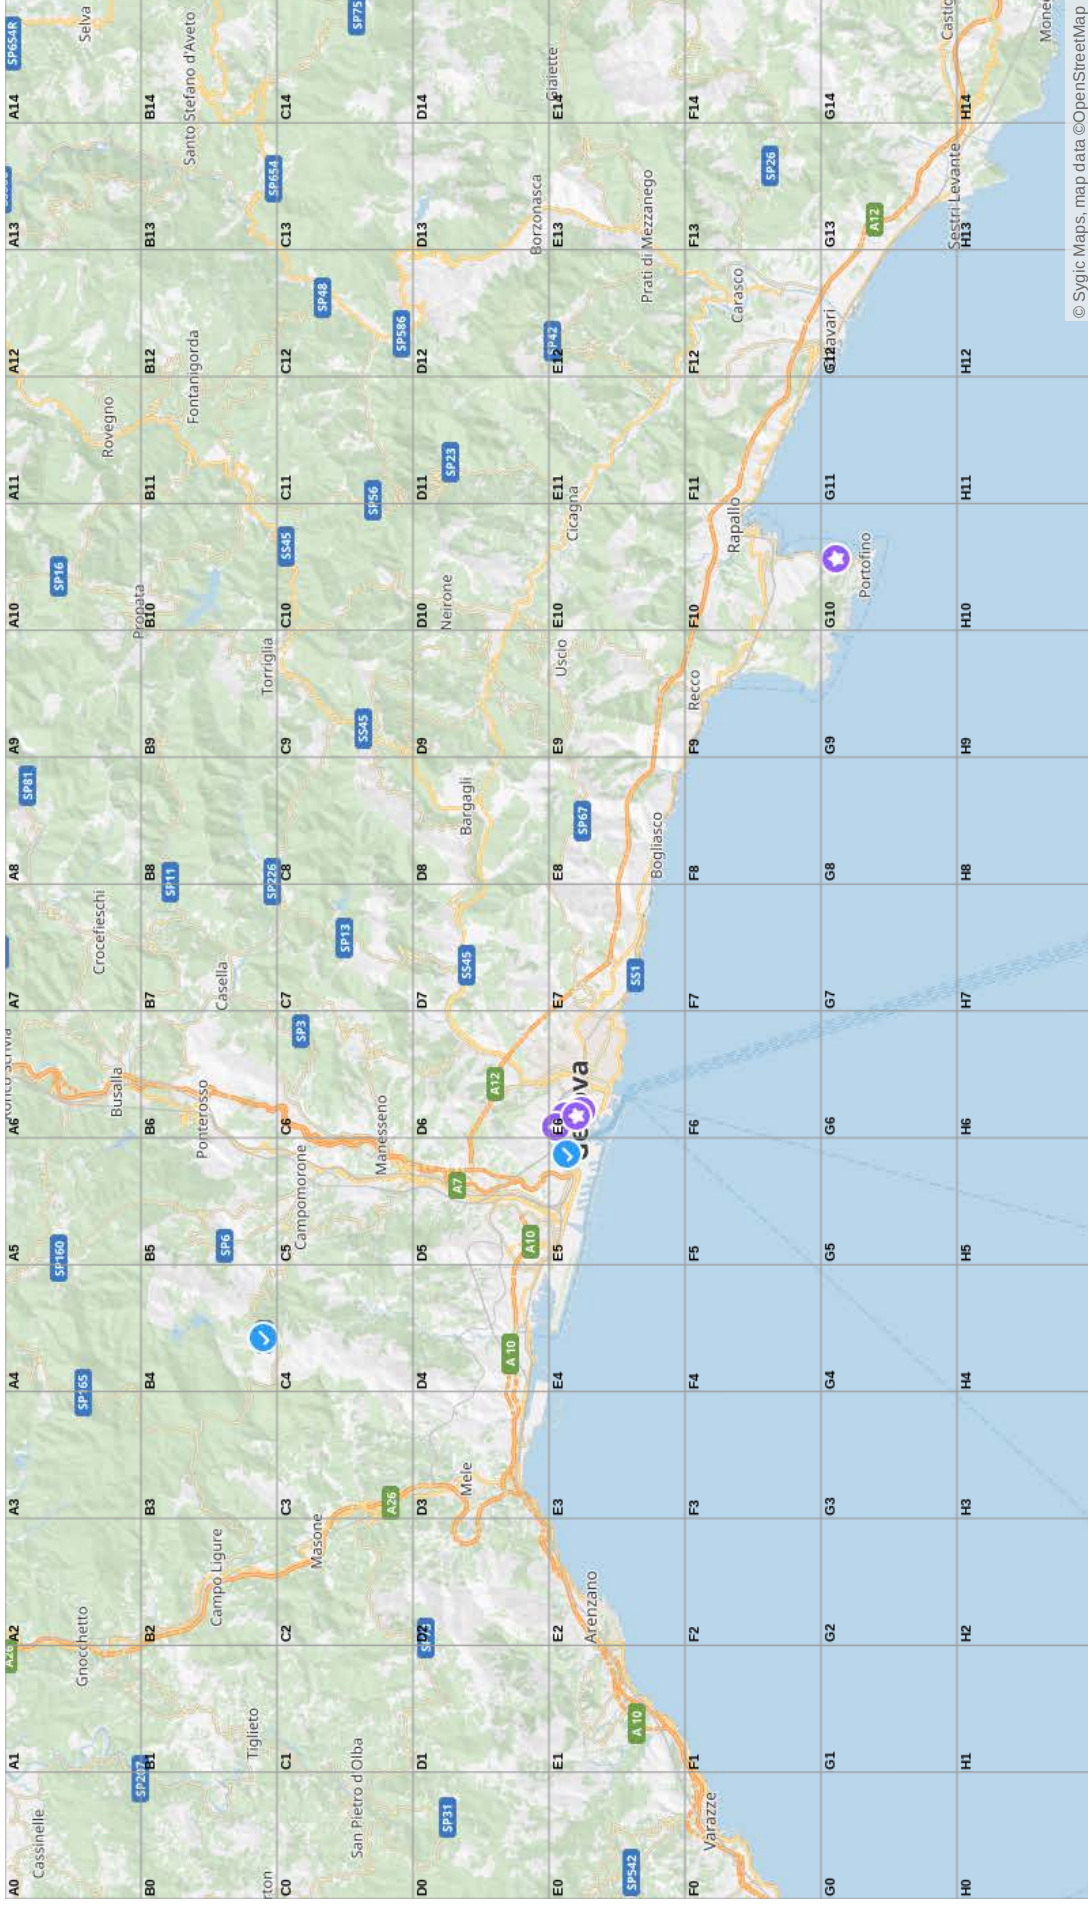 A0
A1
A2
A3
A4
A5
A6
A7
A8
A9
A10
A11
A12
A13
A14
SP654R
Selva
SP75
SP81
SP16
SP160
SP165
A26
Cassinelle
Gnocchetto
Busalla
Crocefieschi
Rovegno
Propata
B0
B1
B2
B3
B4
B5
B6
B7
B8
B9
B10
B11
B12
B13
B14
SP207
SP11
Santo Stefano d'Aveto
Fontanigorda
Tiglieto
Campo Ligure
SP6
Ponterosso
Casella
SP226
Torriglia
SP654
C0
C1
C2
C3
C4
C5
C6
C7
C8
C9
C10
C11
C12
C13
C14
SS45
SP3
Campomorone
Masone
SP48
SP13
San Pietro d'Olba
SS45
SP56
Manesseno
A26
SP586
D0
D1
D2
D3
D4
D5
D6
D7
D8
D9
D10
D11
D12
D13
D14
SP31
Mele
A7
SS45
Bargagli
Neirone
SP23
A12
A 10
A10
Borzonasca
E0
E1
E2
E3
E4
E5
E6
E7
E8
E9
E10
E11
E12
E13
E14
SP42
Uscio
Cicagna
SP67
Arenzano
SP542
A 10
SS1
Bogliasco
Prati di Mezzanego
F0
F1
F2
F3
F4
F5
F6
F7
F8
F9
F10
F11
F12
F13
F14
Varazze
Recco
Rapallo
Carasco
SP26
G0
G1
G2
G3
G4
G5
G6
G7
G8
G9
G10
G11
G12
G13
G14
Portofino
A12
Sestri Levante
Castig
H0
H1
H2
H3
H4
H5
H6
H7
H8
H9
H10
H11
H12
H13
H14
© Sygic Maps, map data ©OpenStreetMap